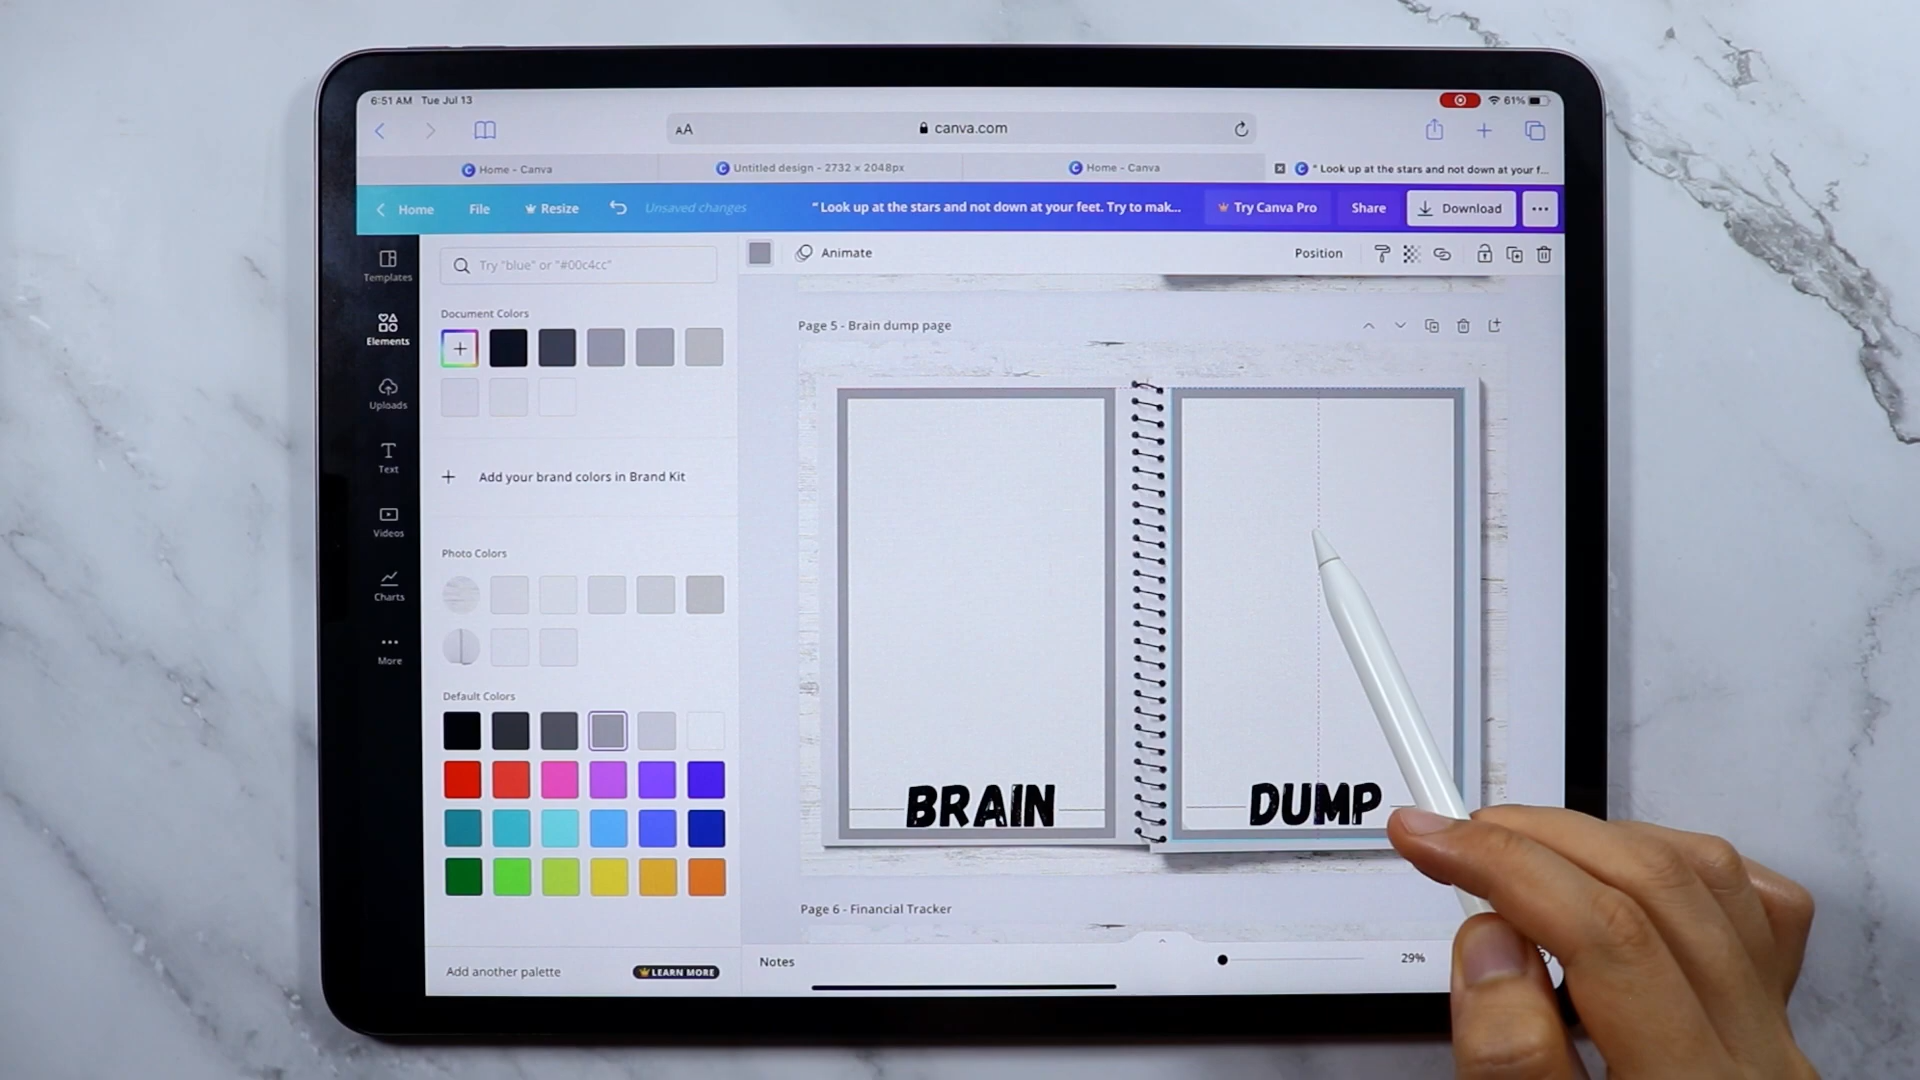 6:51 AM Tue Jul 13
61%
AA
canva.com
Home - Canva
Untitled design - 2732 × 2048px
Home - Canva
" Look up at the stars and not down at your f...
Home
File
Resize
Unsaved changes
" Look up at the stars and not down at your feet. Try to mak...
Try Canva Pro
Share
Download
Templates
Elements
Uploads
Text
Videos
Charts
More
Try "blue" or "#00c4cc"
Document Colors
Add your brand colors in Brand Kit
Photo Colors
Default Colors
Add another palette
LEARN MORE
Animate
Position
Page 5 - Brain dump page
BRAIN
DUMP
Page 6 - Financial Tracker
Notes
29%